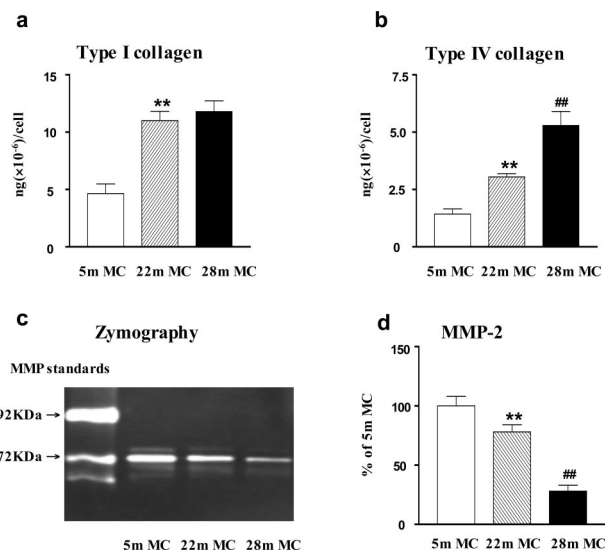 a
Type I collagen
15
10
5
0
ng(×10⁻⁶)/cell
**
5m MC 22m MC 28m MC
b
Type IV collagen
7.5
5.0
2.5
0
ng(×10⁻⁶)/cell
**
##
5m MC 22m MC 28m MC
c
Zymography
MMP standards
92KDa→
72KDa→
5m MC 22m MC 28m MC
d
MMP-2
150
100
50
0
% of 5m MC
**
##
5m MC 22m MC 28m MC